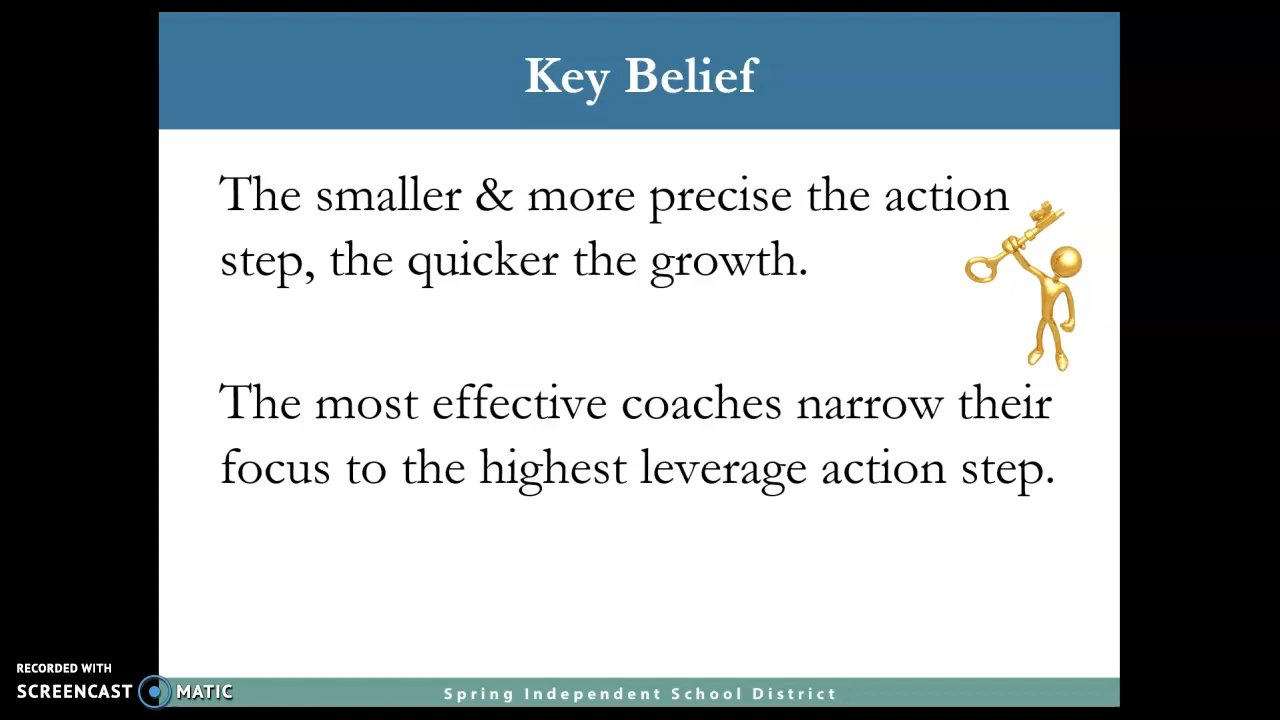 Key Belief
The smaller & more precise the action
step, the quicker the growth.
The most effective coaches narrow their
focus to the highest leverage action step.
RECORDED WITH
SCREENCAST MATIC
Spring Independent School District